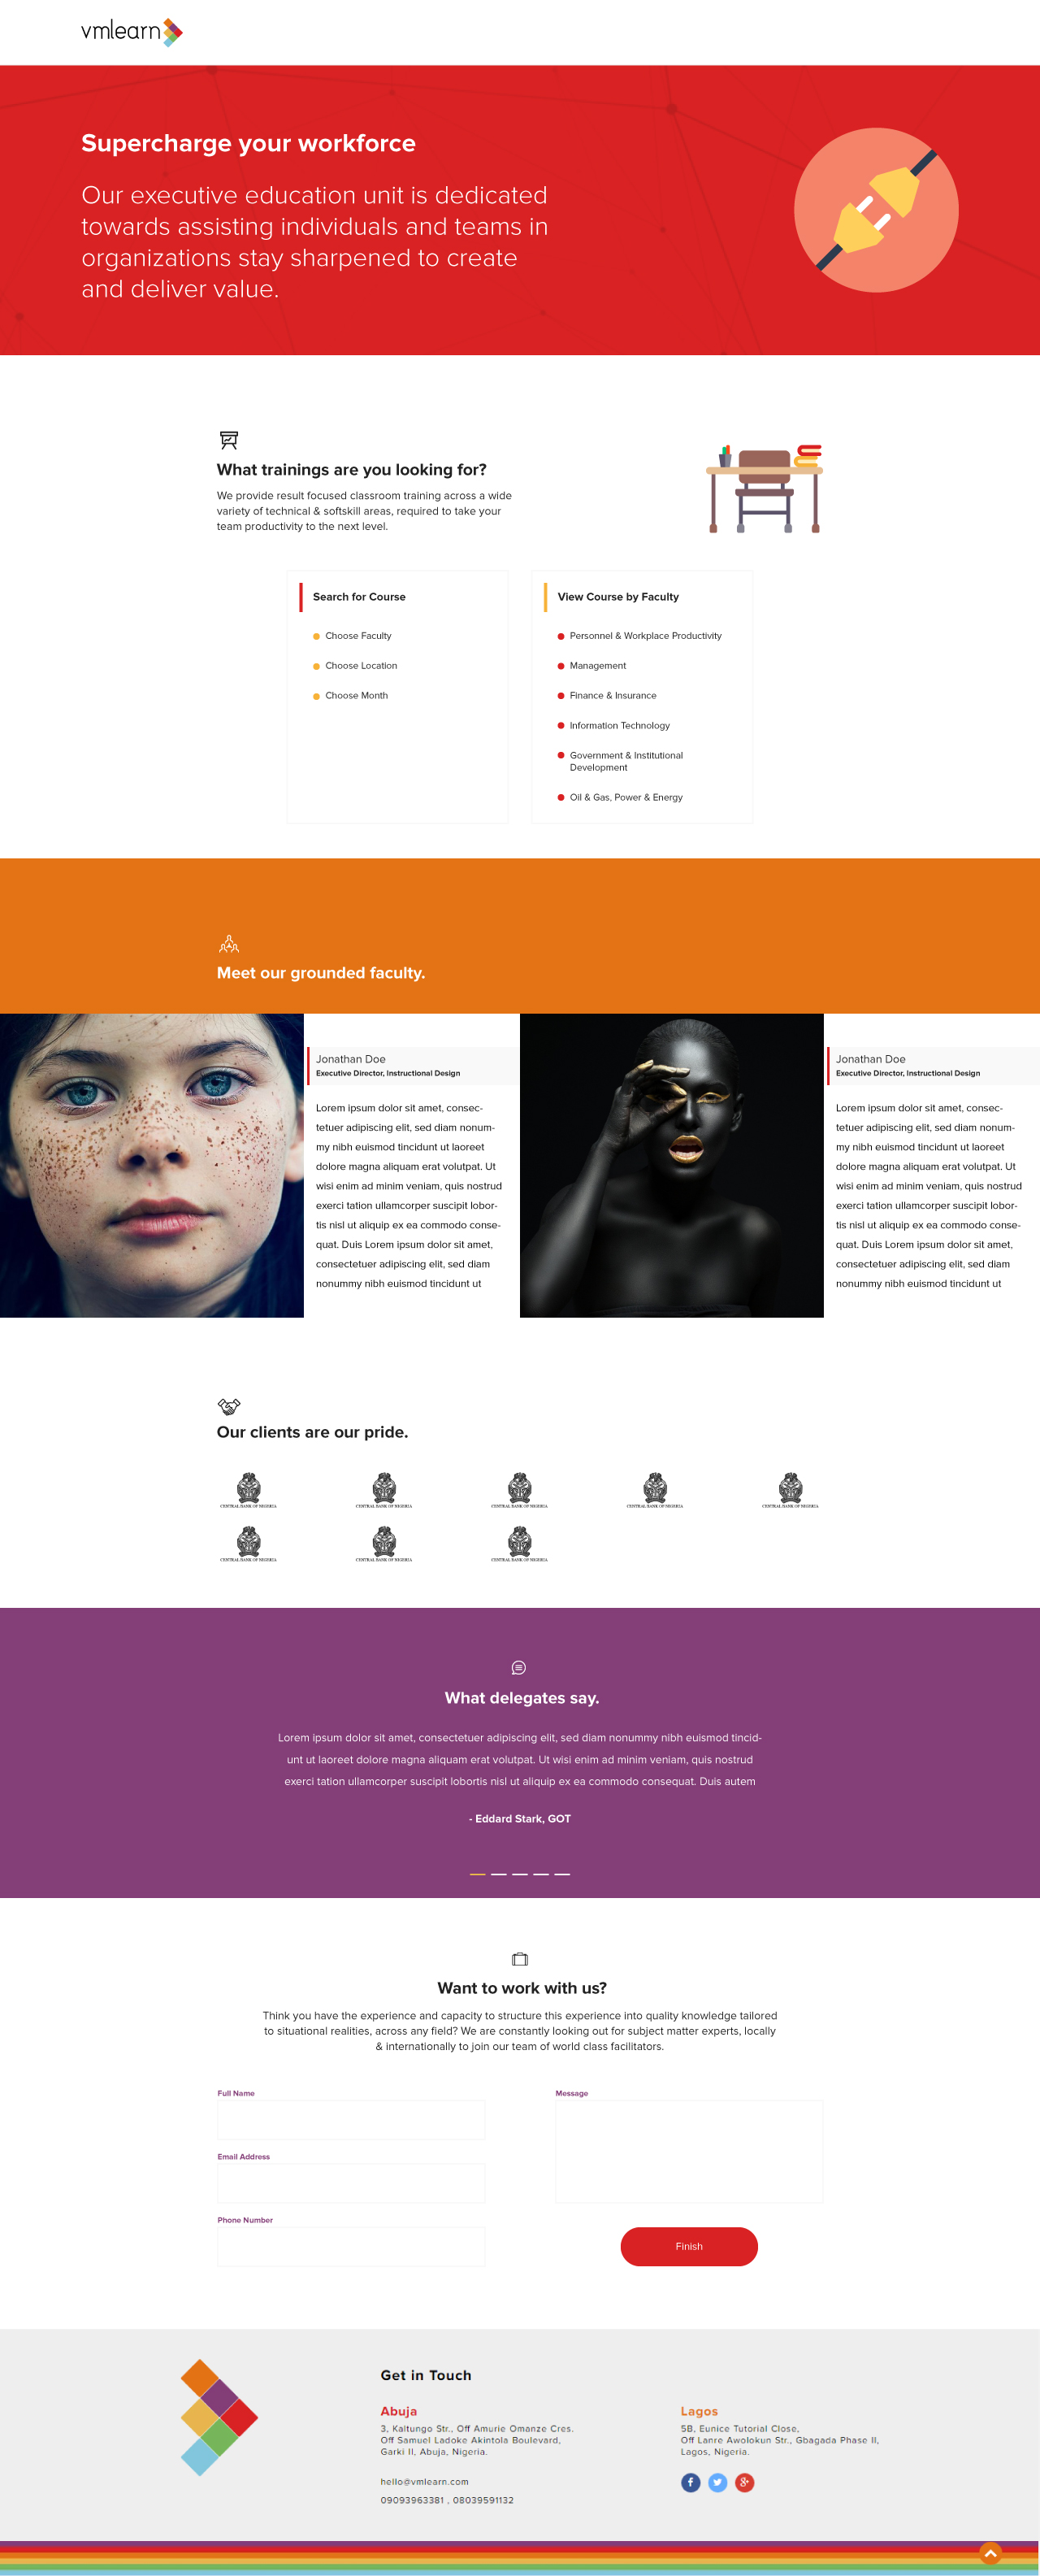 vmlearn
Supercharge your workforce
Our executive education unit is dedicated
towards assisting individuals and teams in
organizations stay sharpened to create
and deliver value.
What trainings are you looking for?
We provide result focused classroom training across a wide
variety of technical & softskill areas, required to take your
team productivity to the next level.
Search for Course
Choose Faculty
Choose Location
Choose Month
View Course by Faculty
Personnel & Workplace Productivity
Management
Finance & Insurance
Information Technology
Government & Institutional
Development
Oil & Gas, Power & Energy
Meet our grounded faculty.
Jonathan Doe
Executive Director, Instructional Design
Lorem ipsum dolor sit amet, consec-
tetuer adipiscing elit, sed diam nonum-
my nibh euismod tincidunt ut laoreet
dolore magna aliquam erat volutpat. Ut
wisi enim ad minim veniam, quis nostrud
exerci tation ullamcorper suscipit lobor-
tis nisl ut aliquip ex ea commodo conse-
quat. Duis Lorem ipsum dolor sit amet,
consectetuer adipiscing elit, sed diam
nonummy nibh euismod tincidunt ut
Jonathan Doe
Executive Director, Instructional Design
Lorem ipsum dolor sit amet, consec-
tetuer adipiscing elit, sed diam nonum-
my nibh euismod tincidunt ut laoreet
dolore magna aliquam erat volutpat. Ut
wisi enim ad minim veniam, quis nostrud
exerci tation ullamcorper suscipit lobor-
tis nisl ut aliquip ex ea commodo conse-
quat. Duis Lorem ipsum dolor sit amet,
consectetuer adipiscing elit, sed diam
nonummy nibh euismod tincidunt ut
Our clients are our pride.
CENTRAL BANK OF NIGERIA
CENTRAL BANK OF NIGERIA
CENTRAL BANK OF NIGERIA
CENTRAL BANK OF NIGERIA
CENTRAL BANK OF NIGERIA
CENTRAL BANK OF NIGERIA
CENTRAL BANK OF NIGERIA
CENTRAL BANK OF NIGERIA
What delegates say.
Lorem ipsum dolor sit amet, consectetuer adipiscing elit, sed diam nonummy nibh euismod tincid-
unt ut laoreet dolore magna aliquam erat volutpat. Ut wisi enim ad minim veniam, quis nostrud
exerci tation ullamcorper suscipit lobortis nisl ut aliquip ex ea commodo consequat. Duis autem
- Eddard Stark, GOT
Want to work with us?
Think you have the experience and capacity to structure this experience into quality knowledge tailored
to situational realities, across any field? We are constantly looking out for subject matter experts, locally
& internationally to join our team of world class facilitators.
Full Name
Email Address
Phone Number
Message
Finish
Get in Touch
Abuja
3, Kaltungo Str., Off Amurie Omanze Cres.
Off Samuel Ladoke Akintola Boulevard,
Garki II, Abuja, Nigeria.
hello@vmlearn.com
09093963381 , 08039591132
Lagos
5B, Eunice Tutorial Close,
Off Lanre Awolokun Str., Gbagada Phase II,
Lagos, Nigeria.